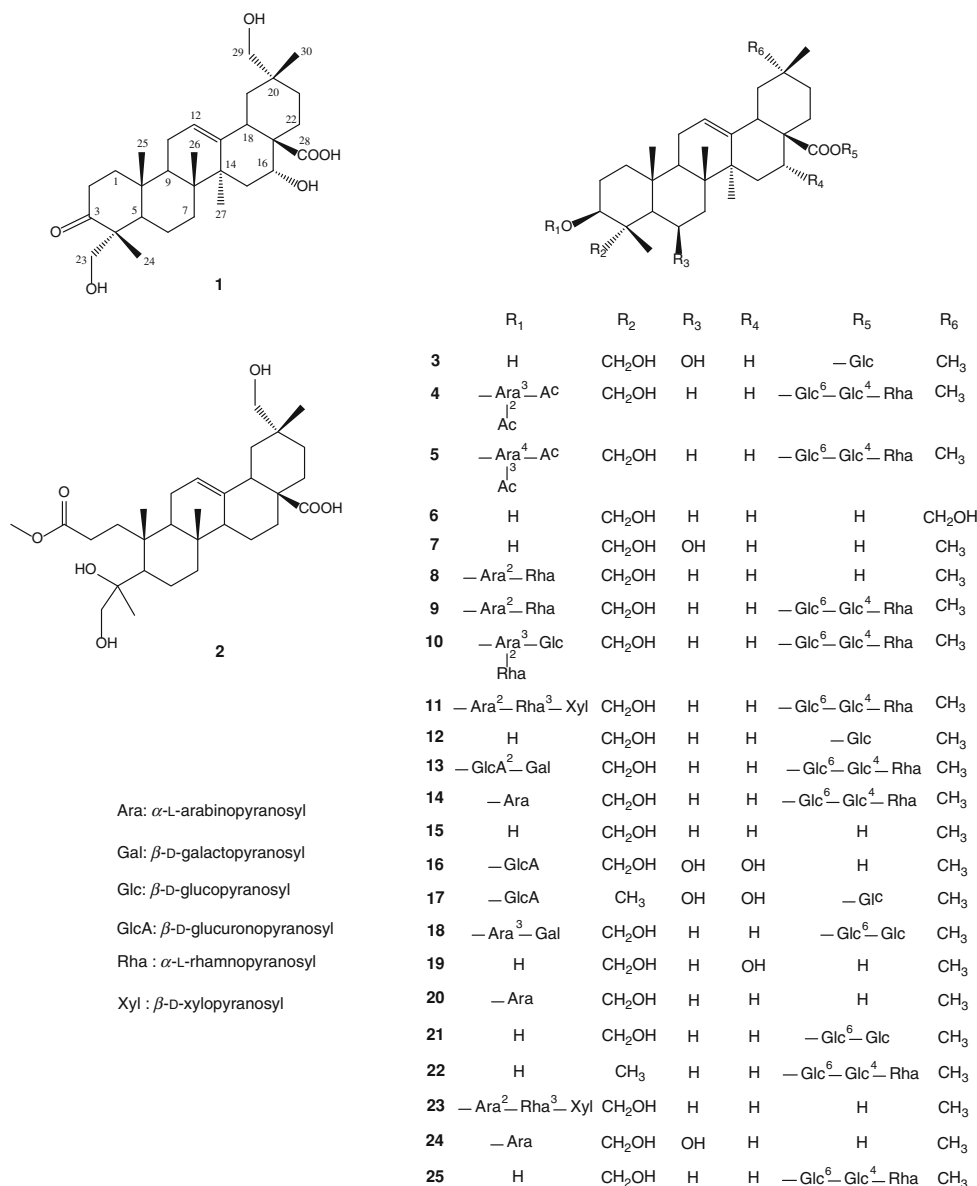 OH
29
30
20
12
22
25
26
18
28
COOH
1
9
14
16
OH
3
5
7
27
O
23
24
OH
1
R6
COOR5
R4
R1O
R2
R3
OH
O
O
COOH
HO
OH
2
R1 R2 R3 R4 R5 R6
3 H CH2OH OH H —Glc CH3
4 —Ara3—Ac CH2OH H H —Glc6—Glc4—Rha CH3
2
Ac
5 —Ara4—Ac CH2OH H H —Glc6—Glc4—Rha CH3
3
Ac
6 H CH2OH H H H CH2OH
7 H CH2OH OH H H CH3
8 —Ara2—Rha CH2OH H H H CH3
9 —Ara2—Rha CH2OH H H —Glc6—Glc4—Rha CH3
10 —Ara3—Glc CH2OH H H —Glc6—Glc4—Rha CH3
2
Rha
11 —Ara2—Rha3—Xyl CH2OH H H —Glc6—Glc4—Rha CH3
12 H CH2OH H H —Glc CH3
13 —GlcA2—Gal CH2OH H H —Glc6—Glc4—Rha CH3
14 —Ara CH2OH H H —Glc6—Glc4—Rha CH3
15 H CH2OH H H H CH3
16 —GlcA CH2OH OH OH H CH3
17 —GlcA CH3 OH OH —Glc CH3
18 —Ara3—Gal CH2OH H H —Glc6—Glc CH3
19 H CH2OH H OH H CH3
20 —Ara CH2OH H H H CH3
21 H CH2OH H H —Glc6—Glc CH3
22 H CH3 H H —Glc6—Glc4—Rha CH3
23 —Ara2—Rha3—Xyl CH2OH H H H CH3
24 —Ara CH2OH OH H H CH3
25 H CH2OH H H —Glc6—Glc4—Rha CH3
Ara: α-L-arabinopyranosyl
Gal: β-D-galactopyranosyl
Glc: β-D-glucopyranosyl
GlcA: β-D-glucuronopyranosyl
Rha : α-L-rhamnopyranosyl
Xyl : β-D-xylopyranosyl